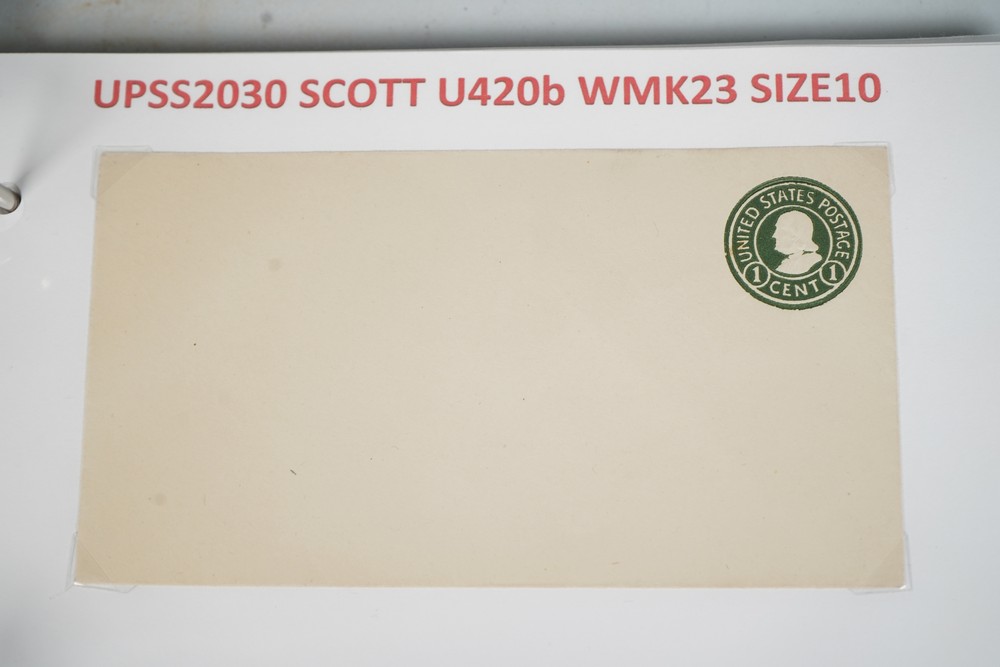 UPSS2030 SCOTT U420b WMK23 SIZE10
UNITED STATES POSTAGE
1 CENT 1